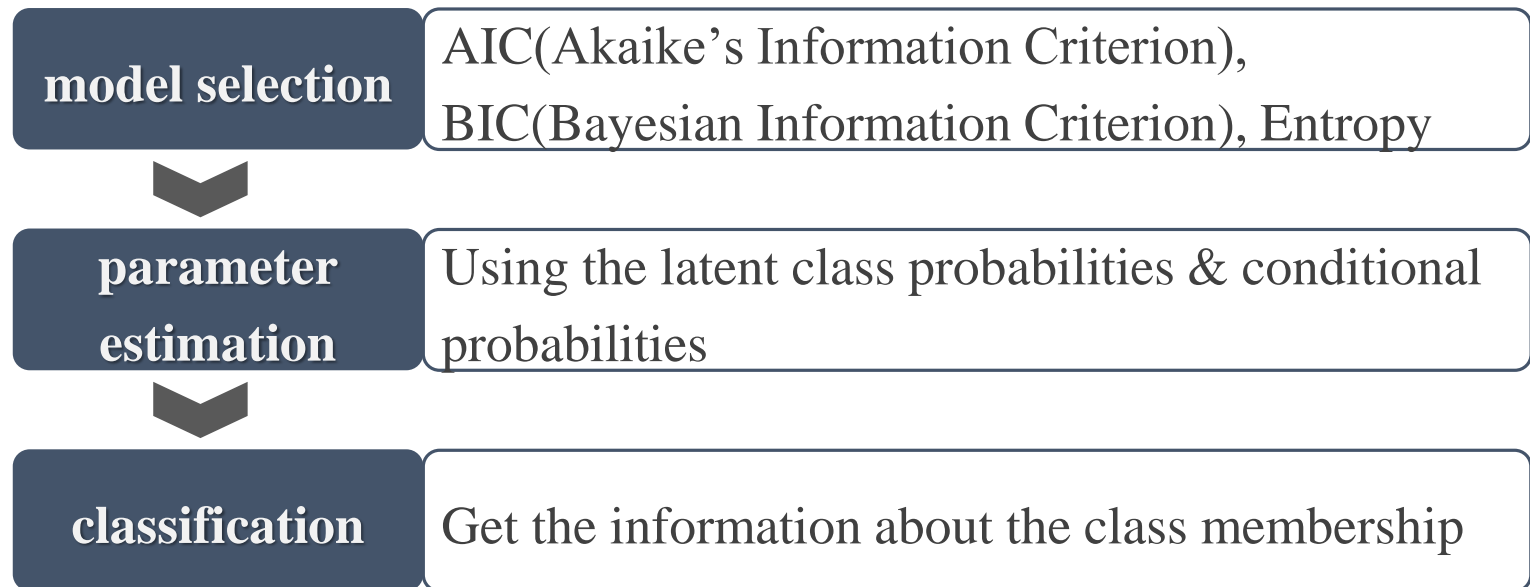 model selection
AIC(Akaike’s Information Criterion),
BIC(Bayesian Information Criterion), Entropy
parameter
estimation
Using the latent class probabilities & conditional
probabilities
classification
Get the information about the class membership